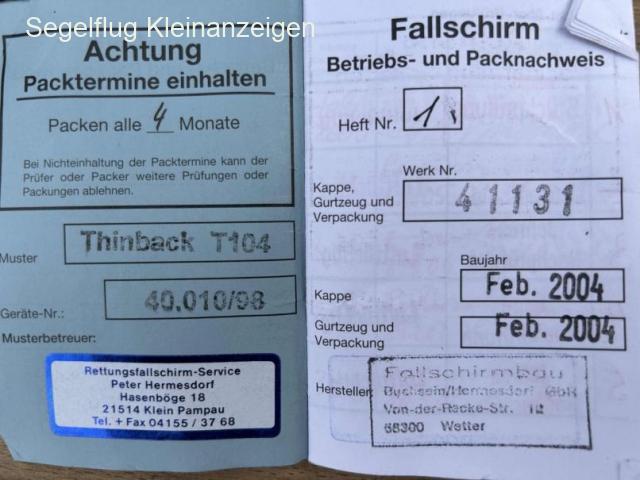 Segelflug Kleinanzeigen
Achtung
Packtermine einhalten
Packen alle 4 Monate
Bei Nichteinhaltung der Packtermine kann der
Prüfer oder Packer weitere Prüfungen oder
Packungen ablehnen.
Muster Thinback T104
Geräte-Nr.: 40.010/98
Musterbetreuer:
Rettungsfallschirm-Service
Peter Hermesdorf
Hasenböge 18
21514 Klein Pampau
Tel. + Fax 04155 / 37 68
Fallschirm
Betriebs- und Packnachweis
Heft Nr. 1.
Werk Nr.
Kappe,
Gurtzeug und
Verpackung
41131
Baujahr
Kappe Feb. 2004
Gurtzeug und
Verpackung
Feb. 2004
Hersteller
Fallschirmbau
Buchsein/Hermesdorf GbR
Von-der-Recke-Str. 12
58300 Wetter